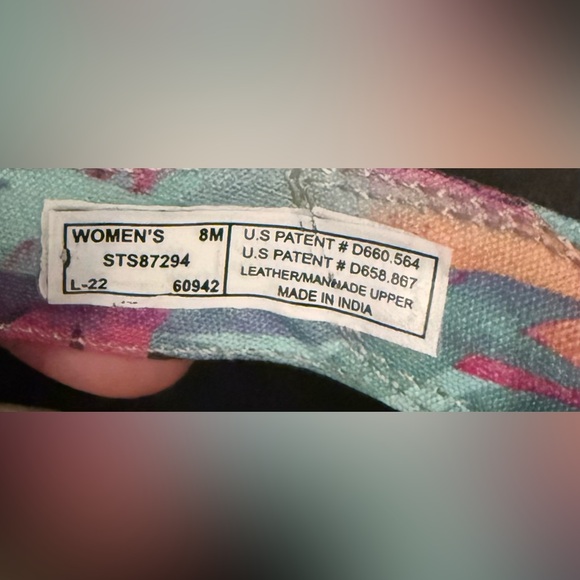 WOMEN'S 8M
STS87294
L-22 60942
U.S PATENT # D660.564
U.S PATENT # D658.867
LEATHER/MANMADE UPPER
MADE IN INDIA